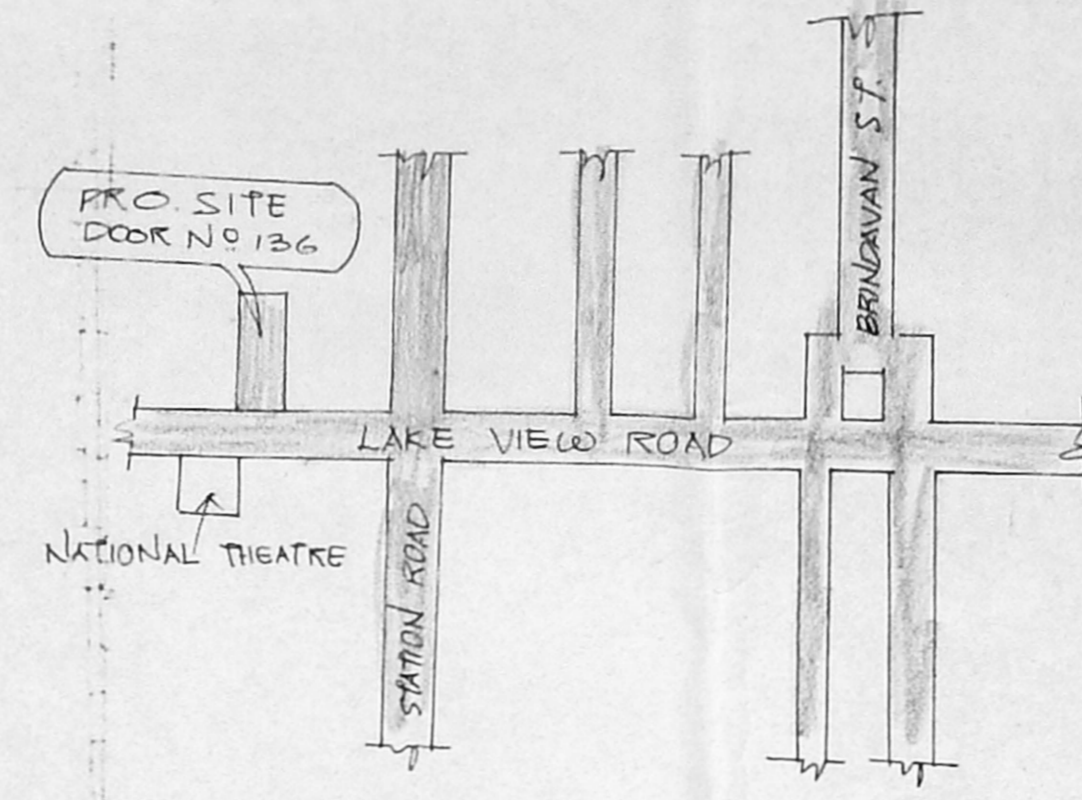 BRINDAVAN ST.
PRO. SITE
DOOR No 136
LAKE VIEW ROAD
STATION ROAD
NATIONAL THEATRE